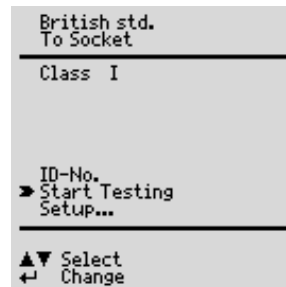 British std.
To Socket
Class I
ID-No.
Start Testing
Setup...
▲▼ Select
↵ Change